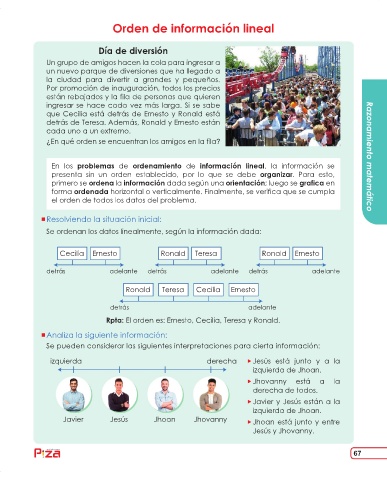 Orden de información lineal
Día de diversión
Un grupo de amigos hacen la cola para ingresar a
un nuevo parque de diversiones que ha llegado a
la ciudad para divertir a grandes y pequeños.
Por promoción de inauguración, todos los precios
están rebajados y la fila de personas que quieren
ingresar se hace cada vez más larga. Si se sabe
que Cecilia está detrás de Ernesto y Ronald está
detrás de Teresa. Además, Ronald y Ernesto están
cada uno a un extremo.
¿En qué orden se encuentran los amigos en la fila?
Razonamiento matemático
En los problemas de ordenamiento de información lineal, la información se
presenta sin un orden establecido, por lo que se debe organizar. Para esto,
primero se ordena la información dada según una orientación; luego se grafica en
forma ordenada horizontal o verticalmente. Finalmente, se verifica que se cumpla
el orden de todos los datos del problema.
Resolviendo la situación inicial:
Se ordenan los datos linealmente, según la información dada:
Cecilia Ernesto Ronald Teresa Ronald Ernesto
detrás adelante detrás adelante detrás adelante
Ronald Teresa Cecilia Ernesto
detrás adelante
Rpta: El orden es: Ernesto, Cecilia, Teresa y Ronald.
Analiza la siguiente información:
Se pueden considerar las siguientes interpretaciones para cierta información:
izquierda derecha
Javier Jesús Jhoan Jhovanny
Jesús está junto y a la
izquierda de Jhoan.
Jhovanny está a la
derecha de todos.
Javier y Jesús están a la
izquierda de Jhoan.
Jhoan está junto y entre
Jesús y Jhovanny.
Pizza
67